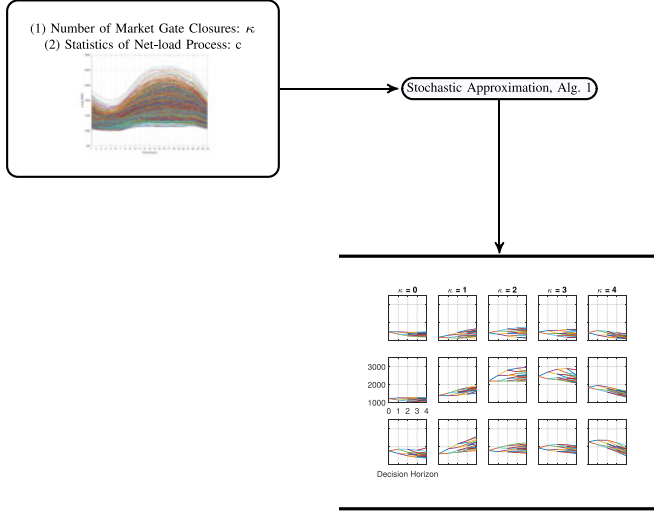 (1) Number of Market Gate Closures: κ
(2) Statistics of Net-load Process: c
Stochastic Approximation, Alg. 1
κ = 0 κ = 1 κ = 2 κ = 3 κ = 4
3000
2000
1000
0 1 2 3 4
Decision Horizon